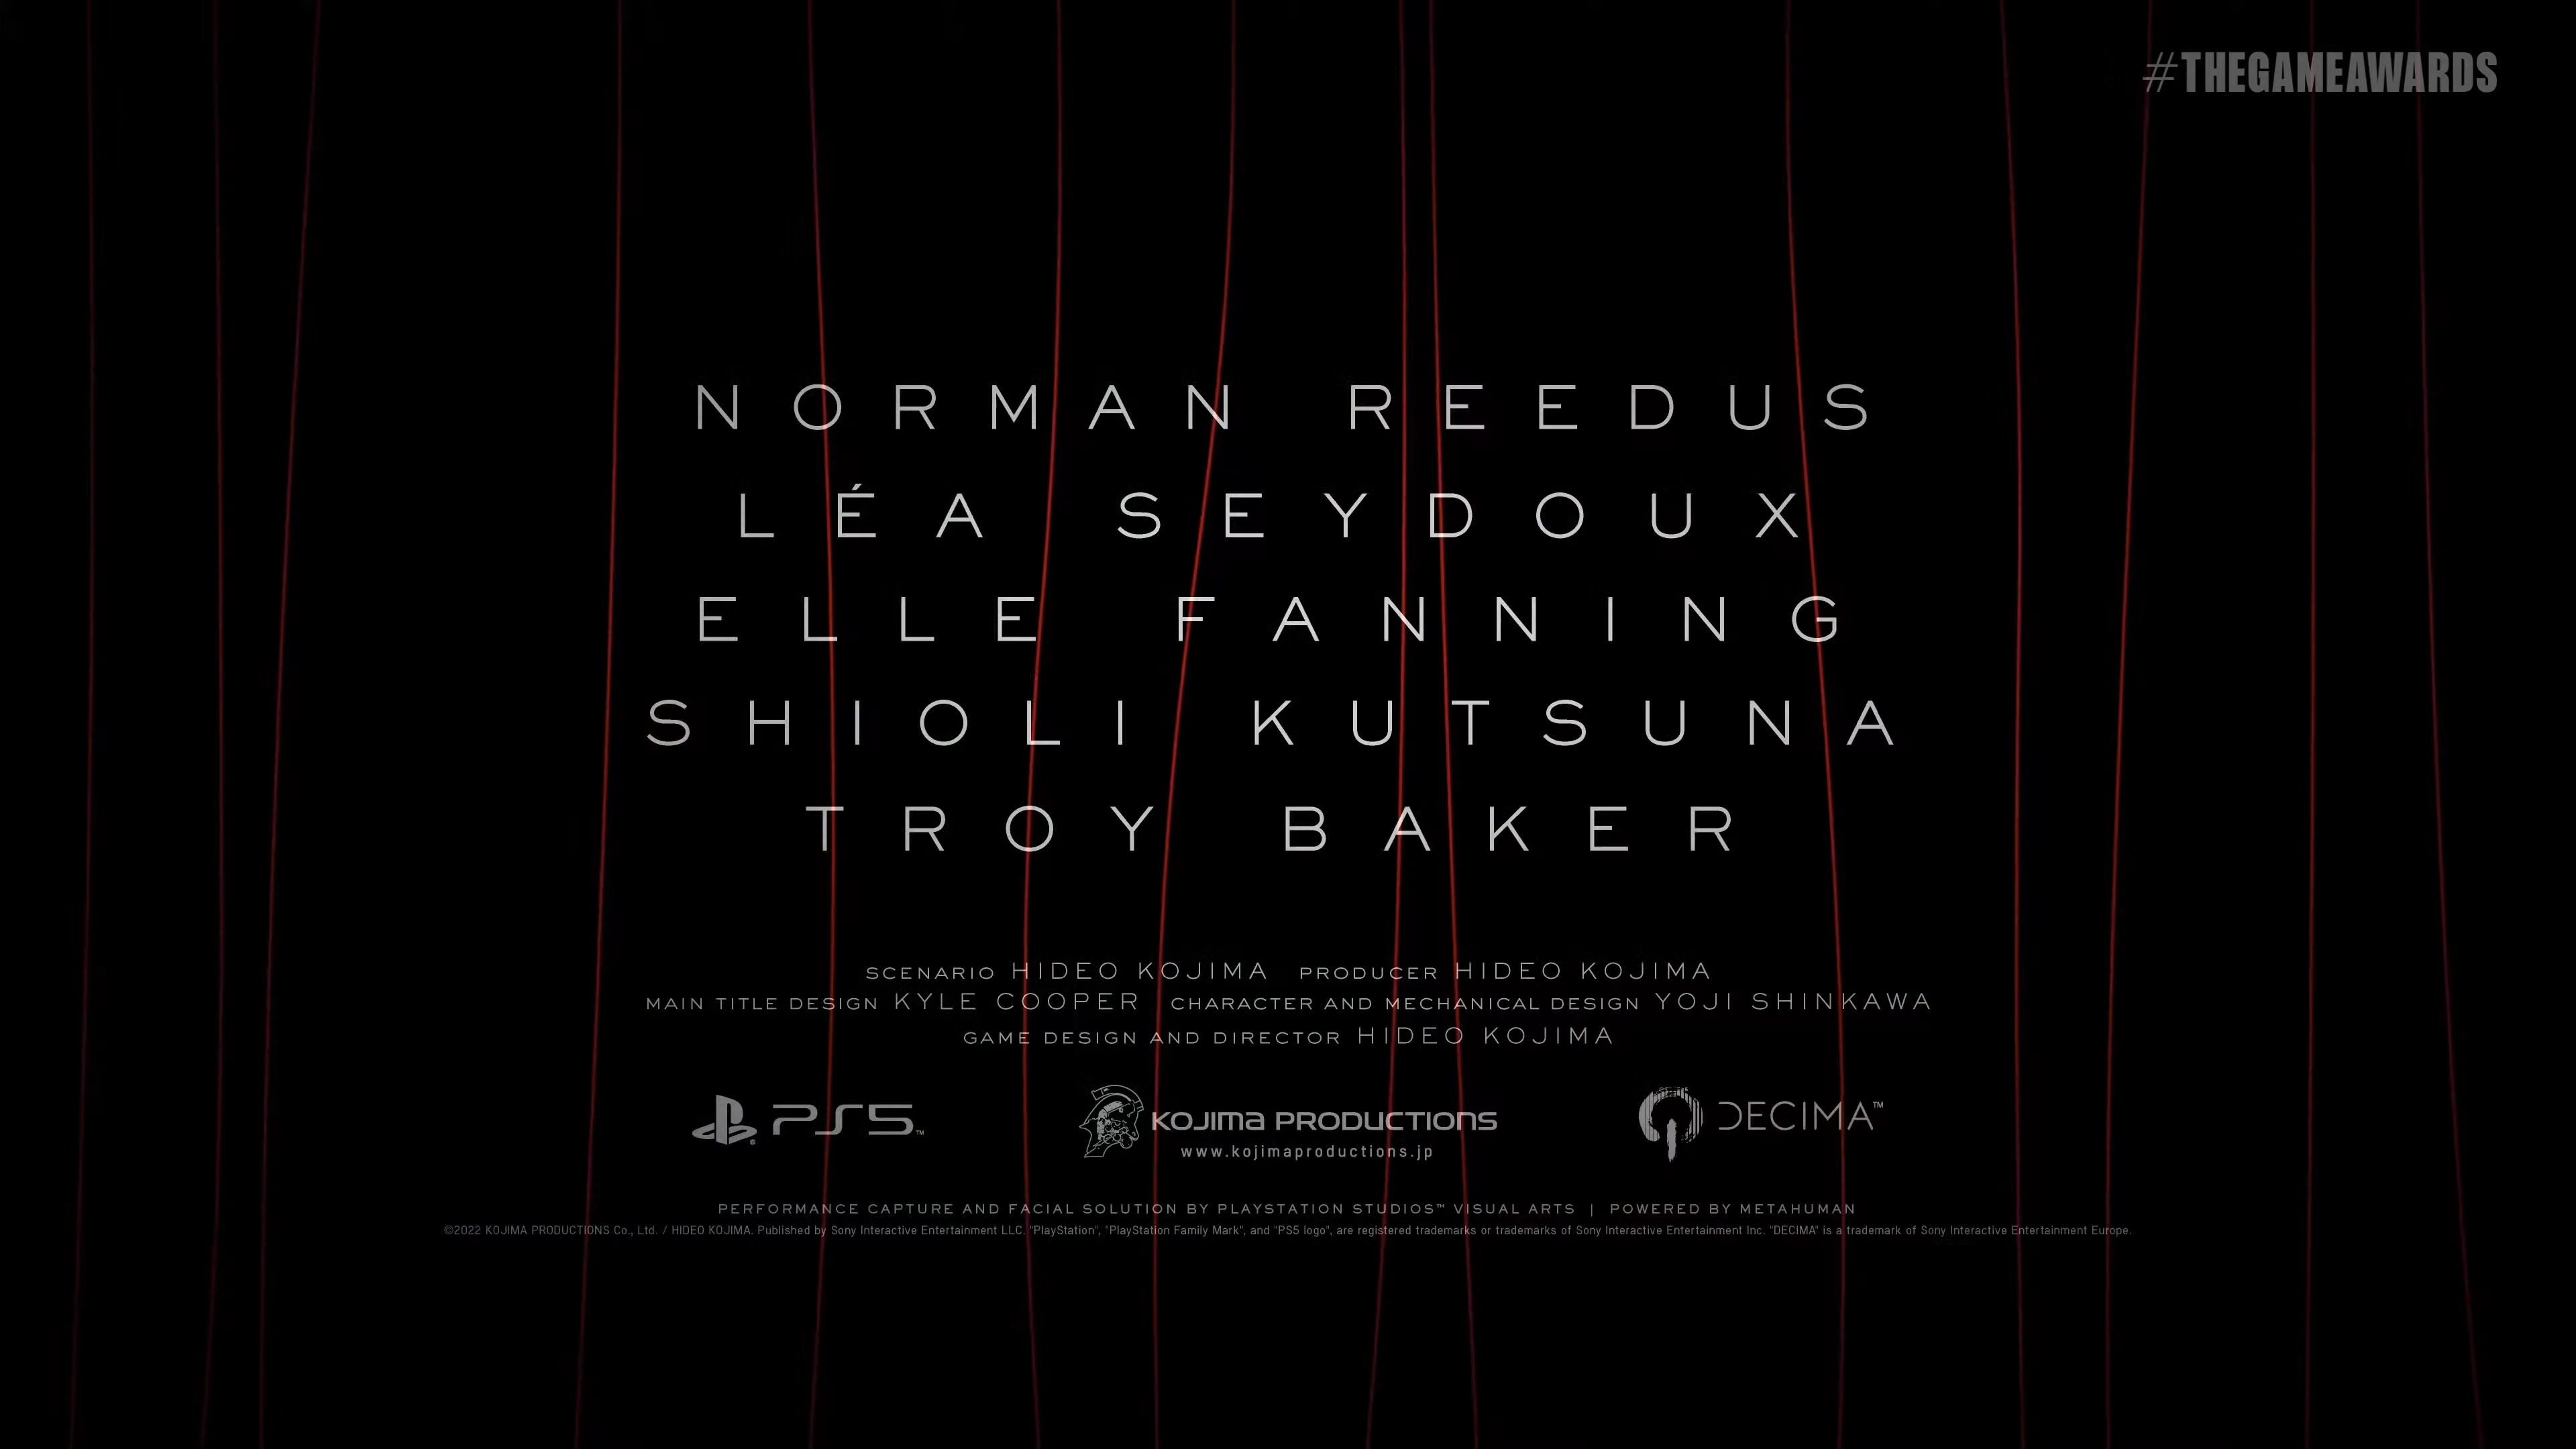 #THEGAMEAWARDS
NORMAN REEDUS
LÉA SEYDOUX
ELLE FANNING
SHIOLI KUTSUNA
TROY BAKER
SCENARIO HIDEO KOJIMA PRODUCER HIDEO KOJIMA
MAIN TITLE DESIGN KYLE COOPER CHARACTER AND MECHANICAL DESIGN YOJI SHINKAWA
GAME DESIGN AND DIRECTOR HIDEO KOJIMA
PS5™ KOJIMA PRODUCTIONS DECIMA™
www.kojimaproductions.jp
PERFORMANCE CAPTURE AND FACIAL SOLUTION BY PLAYSTATION STUDIOS™ VISUAL ARTS | POWERED BY METAHUMAN
©2022 KOJIMA PRODUCTIONS Co., Ltd. / HIDEO KOJIMA. Published by Sony Interactive Entertainment LLC. "PlayStation", "PlayStation Family Mark", and "PS5 logo", are registered trademarks or trademarks of Sony Interactive Entertainment Inc. "DECIMA" is a trademark of Sony Interactive Entertainment Europe.